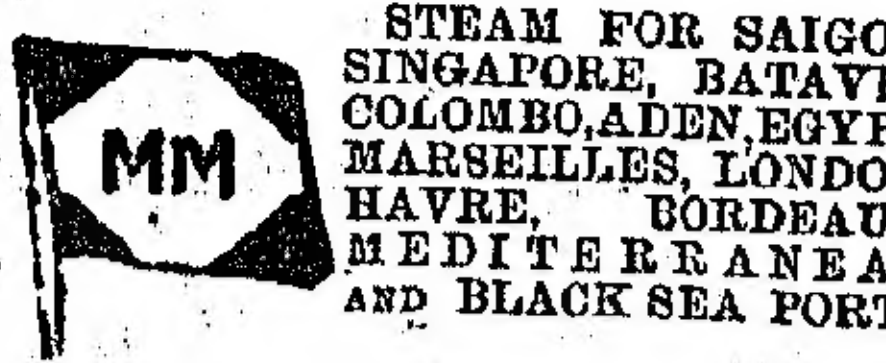 MM
STEAM FOR SAIGO
SINGAPORE, BATAVI
COLOMBO, ADEN, EGYP
MARSEILLES, LONDO
HAVRE, BORDEAU
MEDITERRANEA
AND BLACK SEA PORT